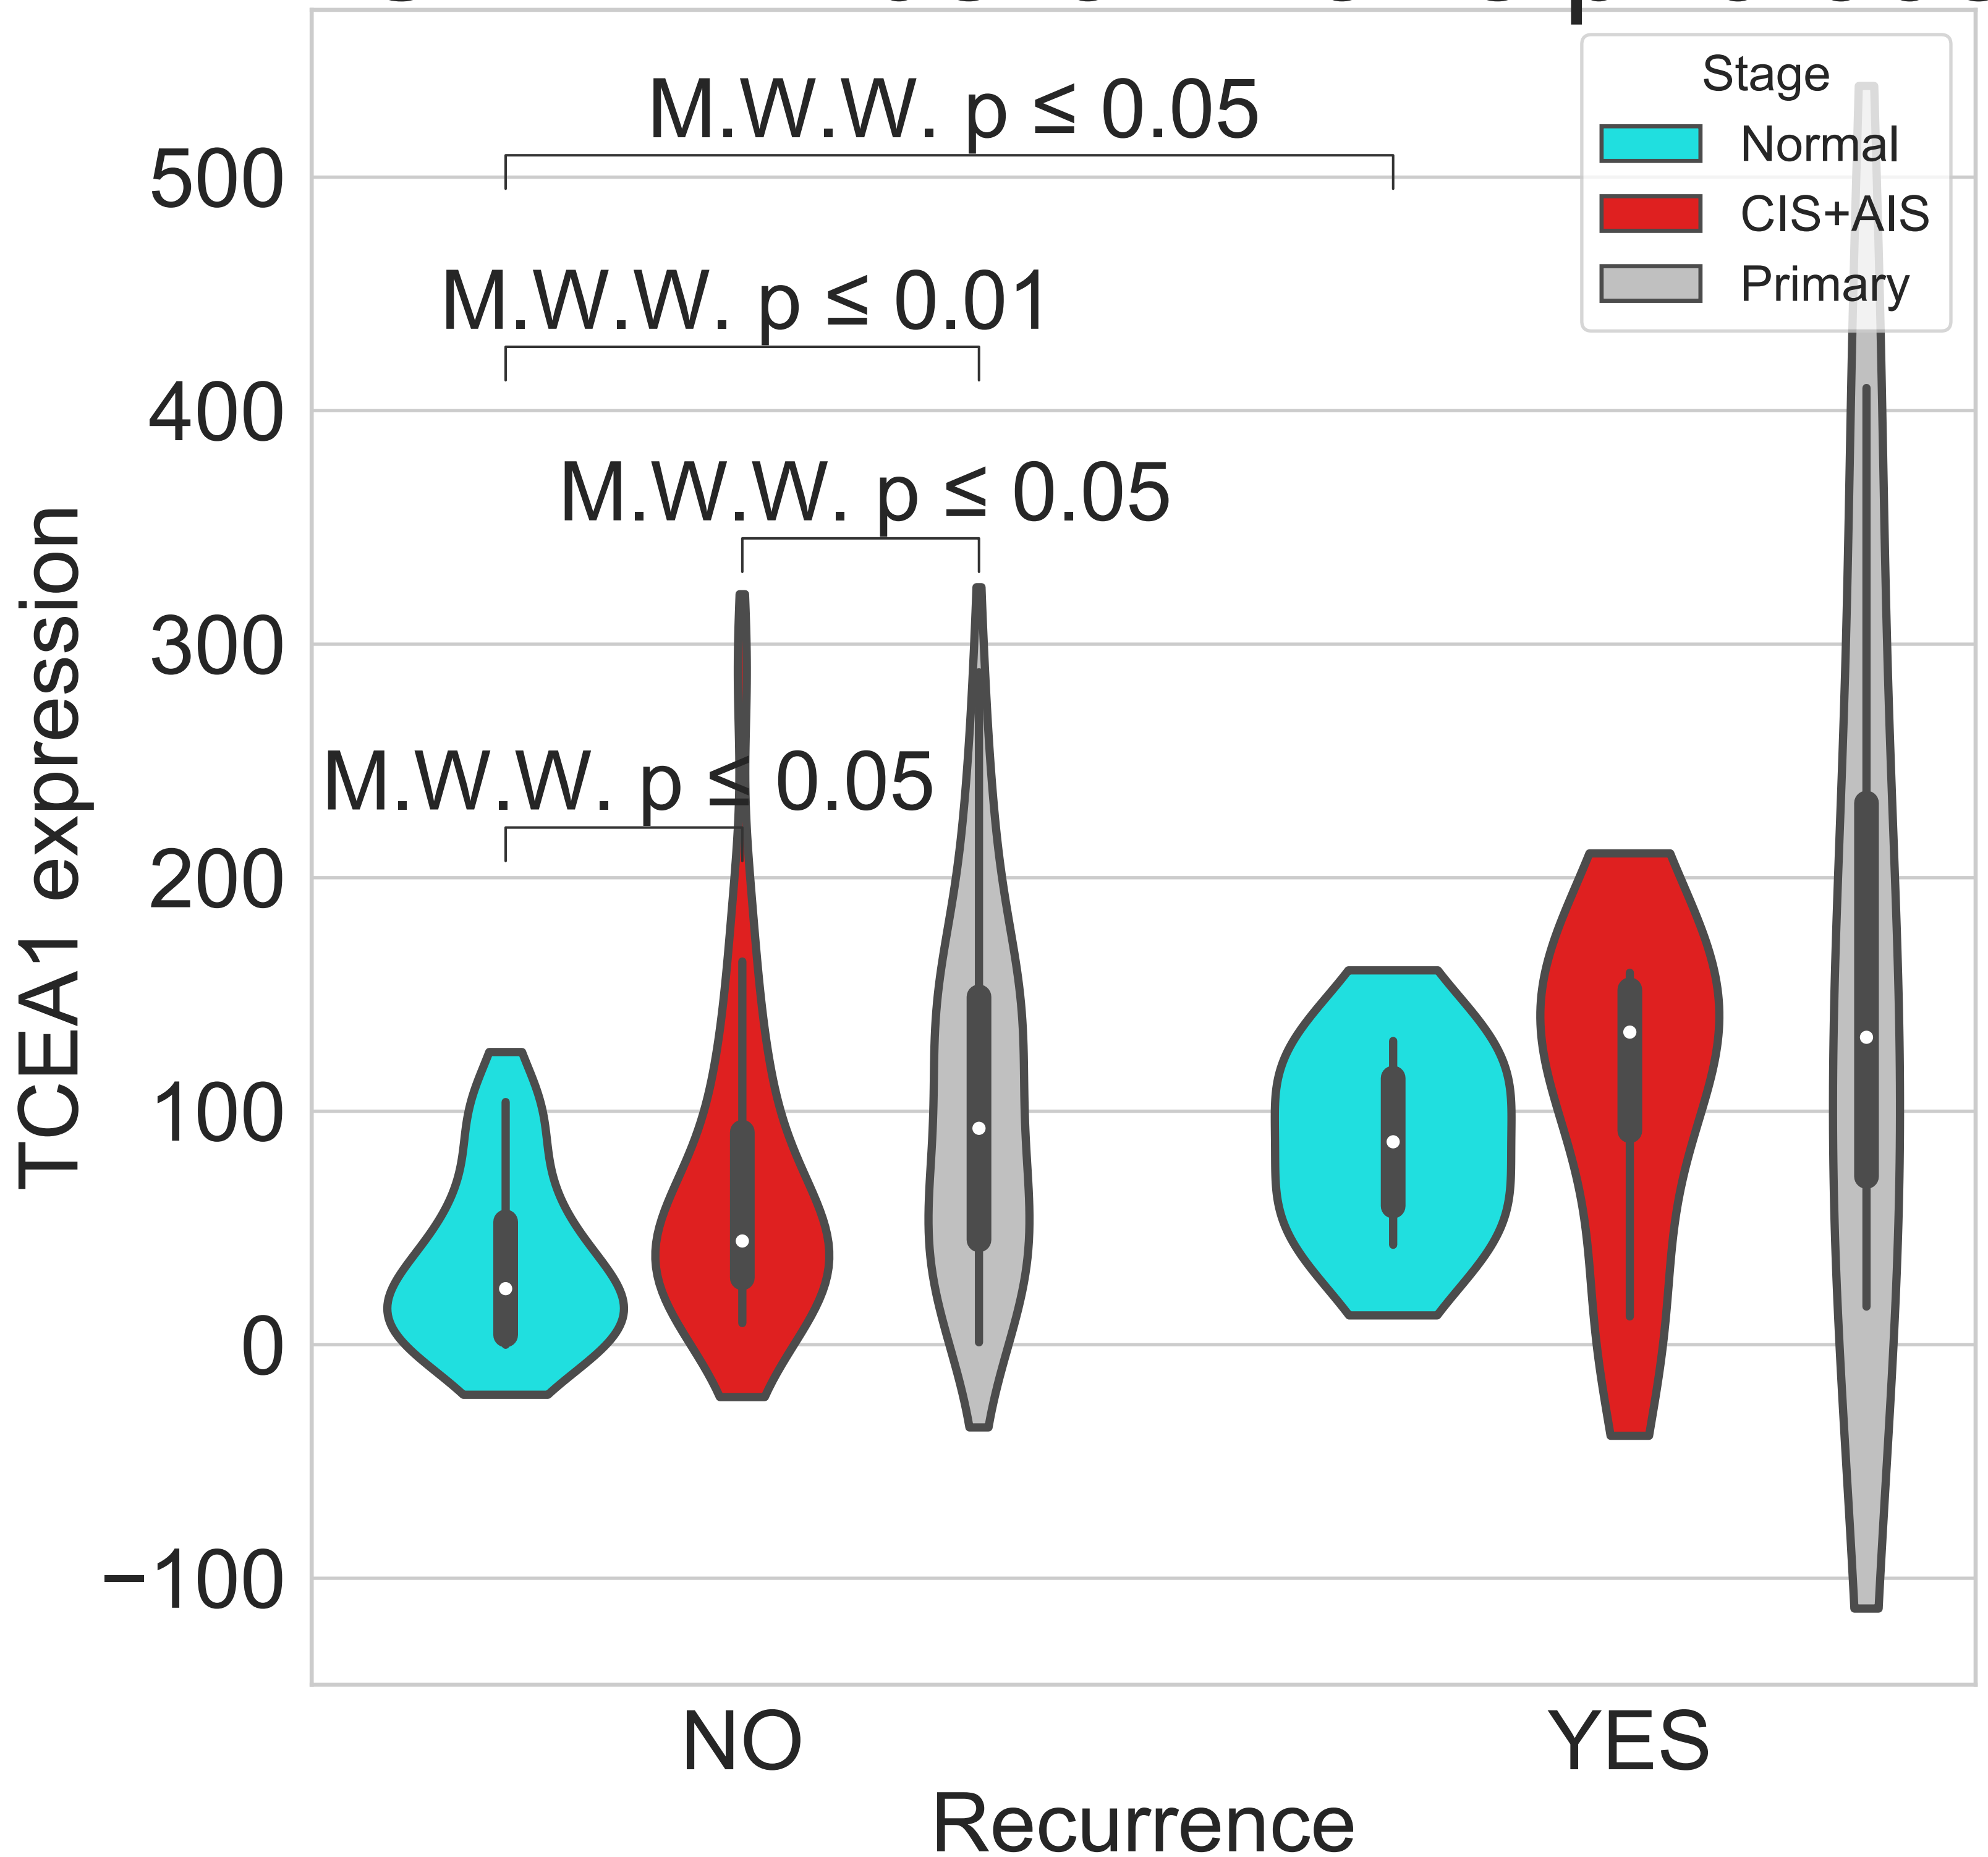 Stage
Normal
CIS+AIS
Primary
M.W.W. p ≤ 0.05
M.W.W. p ≤ 0.01
M.W.W. p ≤ 0.05
M.W.W. p ≤ 0.05
500
400
300
200
100
0
−100
TCEA1 expression
NO
YES
Recurrence